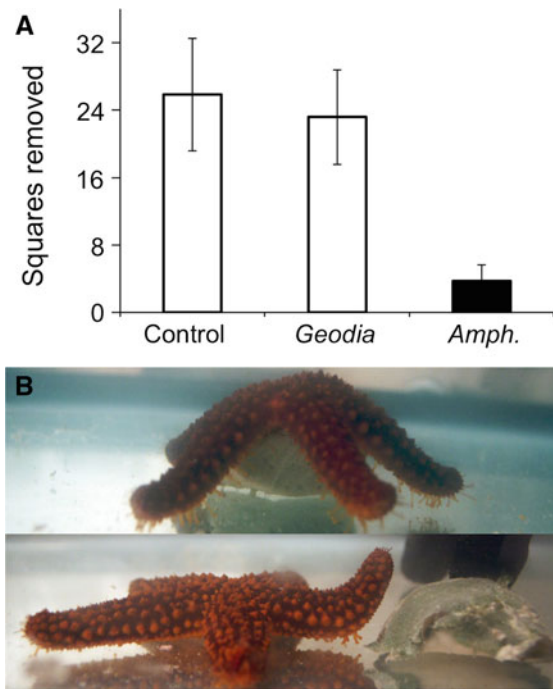 A
Squares removed
32
24
16
8
0
Control Geodia Amph.
B